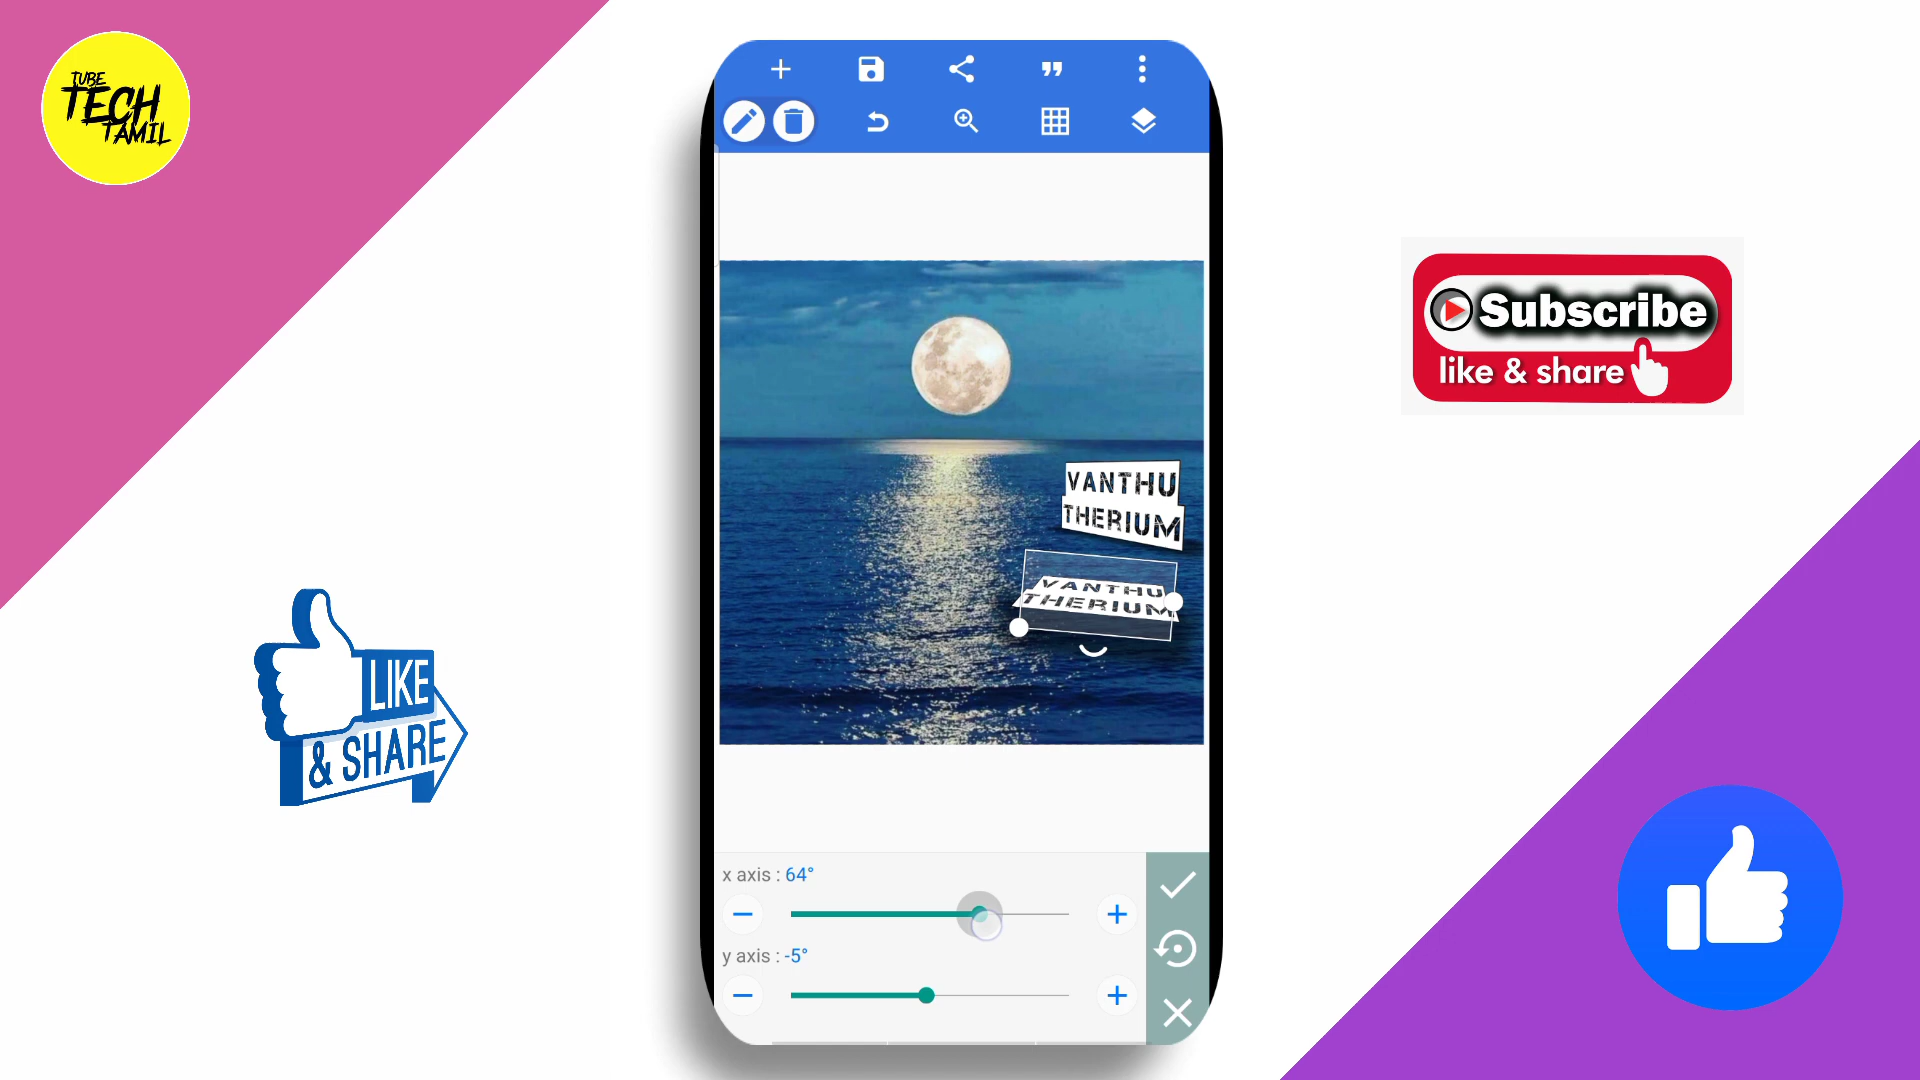 TUBE
TECH
TAMIL
VANTHU
THERIUM
VANTHU
THERIUM
x axis : 64°
y axis : -5°
Subscribe
like & share
LIKE
& SHARE